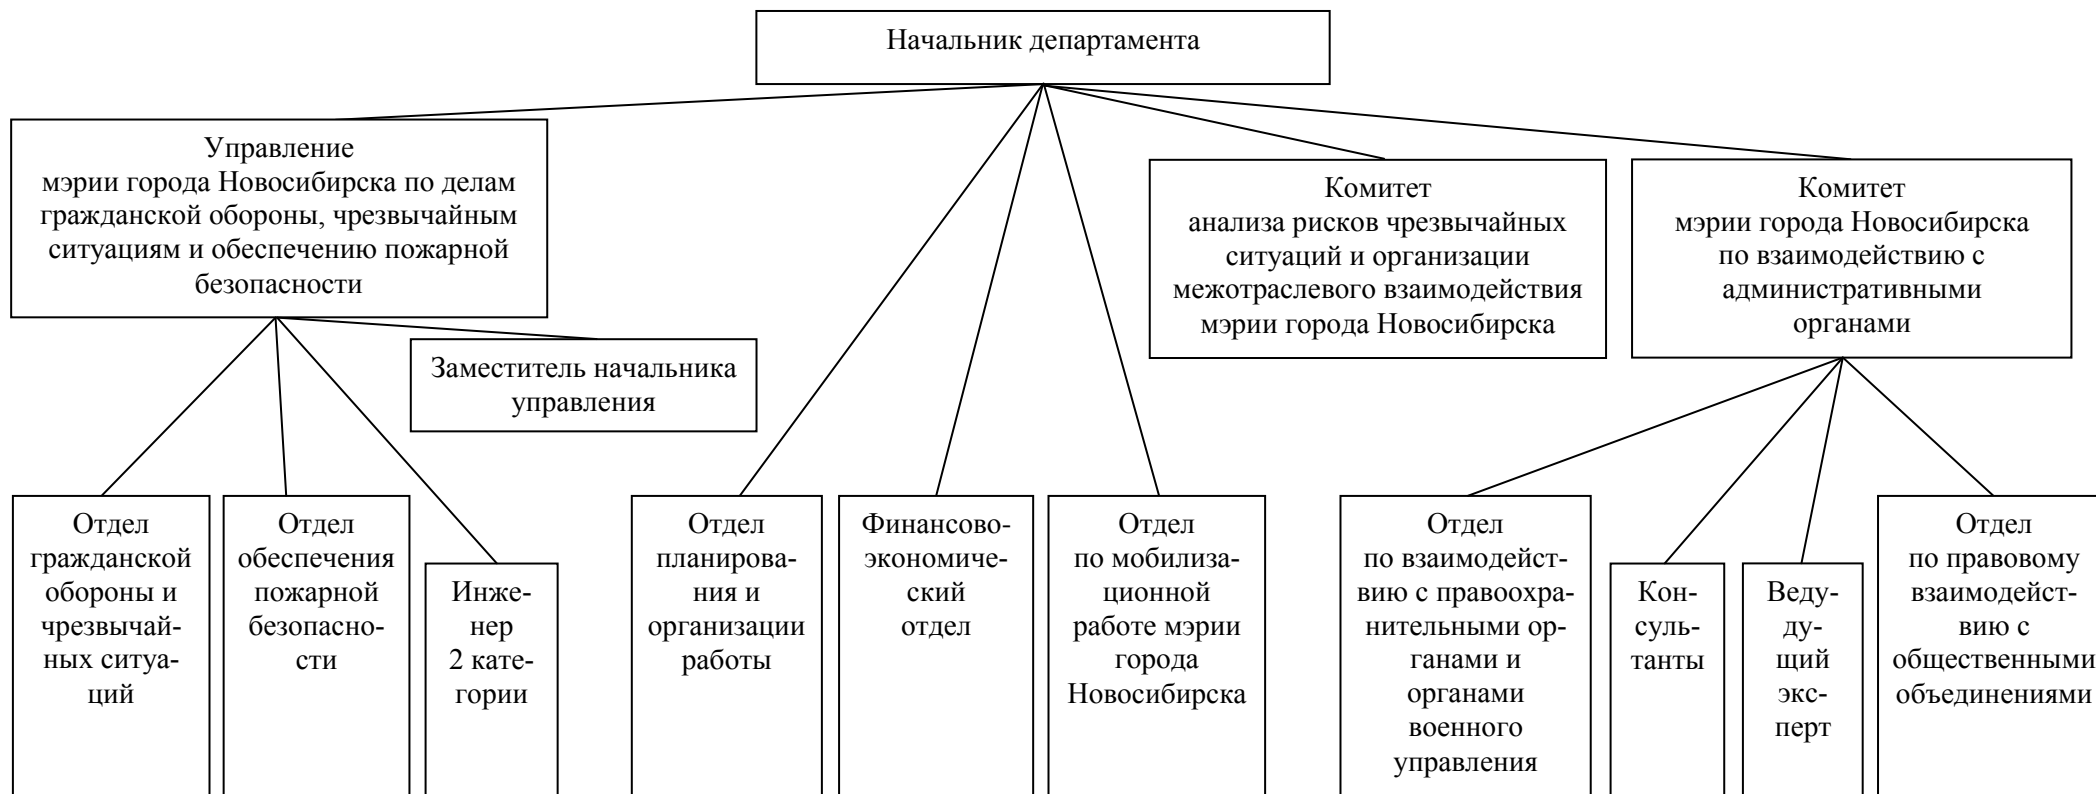 Начальник департамента
Управление
мэрии города Новосибирска по делам
гражданской обороны, чрезвычайным
ситуациям и обеспечению пожарной
безопасности
Комитет
анализа рисков чрезвычайных
ситуаций и организации
межотраслевого взаимодействия
мэрии города Новосибирска
Комитет
мэрии города Новосибирска
по взаимодействию с
административными
органами
Заместитель начальника
управления
Отдел
гражданской
обороны и
чрезвычай-
ных ситуа-
ций
Отдел
обеспечения
пожарной
безопасно-
сти
Инже-
нер
2 кате-
гории
Отдел
планирова-
ния и
организации
работы
Финансово-
экономиче-
ский
отдел
Отдел
по мобилиза-
ционной
работе мэрии
города
Новосибирска
Отдел
по взаимодейст-
вию с правоохра-
нительными ор-
ганами и
органами
военного
управления
Кон-
суль-
танты
Веду-
ду-
щий
экс-
перт
Отдел
по правовому
взаимодейст-
вию с
общественными
объединениями